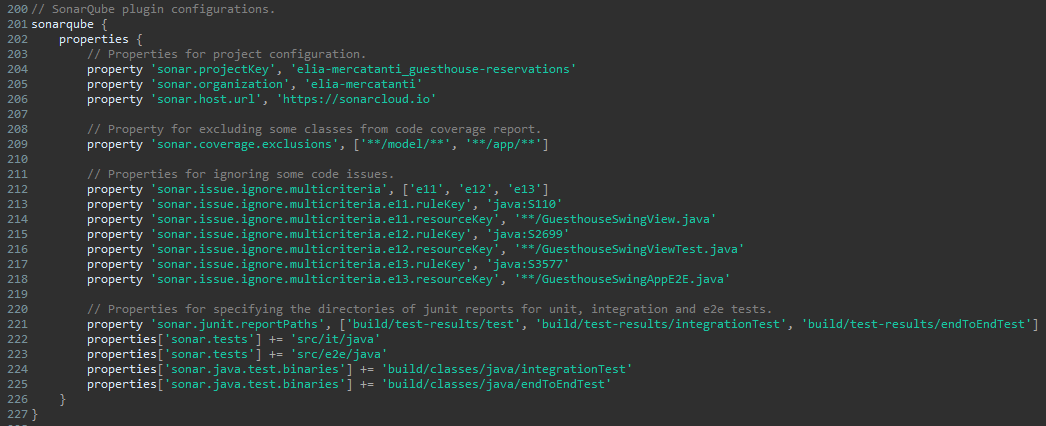 200 // SonarQube plugin configurations.
201 sonarqube {
202     properties {
203         // Properties for project configuration.
204         property 'sonar.projectKey', 'elia-mercatanti_guesthouse-reservations'
205         property 'sonar.organization', 'elia-mercatanti'
206         property 'sonar.host.url', 'https://sonarcloud.io'
207
208         // Property for excluding some classes from code coverage report.
209         property 'sonar.coverage.exclusions', ['**/model/**', '**/app/**']
210
211         // Properties for ignoring some code issues.
212         property 'sonar.issue.ignore.multicriteria', ['e11', 'e12', 'e13']
213         property 'sonar.issue.ignore.multicriteria.e11.ruleKey', 'java:S110'
214         property 'sonar.issue.ignore.multicriteria.e11.resourceKey', '**/GuesthouseSwingView.java'
215         property 'sonar.issue.ignore.multicriteria.e12.ruleKey', 'java:S2699'
216         property 'sonar.issue.ignore.multicriteria.e12.resourceKey', '**/GuesthouseSwingViewTest.java'
217         property 'sonar.issue.ignore.multicriteria.e13.ruleKey', 'java:S3577'
218         property 'sonar.issue.ignore.multicriteria.e13.resourceKey', '**/GuesthouseSwingAppE2E.java'
219
220         // Properties for specifying the directories of junit reports for unit, integration and e2e tests.
221         property 'sonar.junit.reportPaths', ['build/test-results/test', 'build/test-results/integrationTest', 'build/test-results/endToEndTest']
222         properties['sonar.tests'] += 'src/it/java'
223         properties['sonar.tests'] += 'src/e2e/java'
224         properties['sonar.java.test.binaries'] += 'build/classes/java/integrationTest'
225         properties['sonar.java.test.binaries'] += 'build/classes/java/endToEndTest'
226     }
227 }